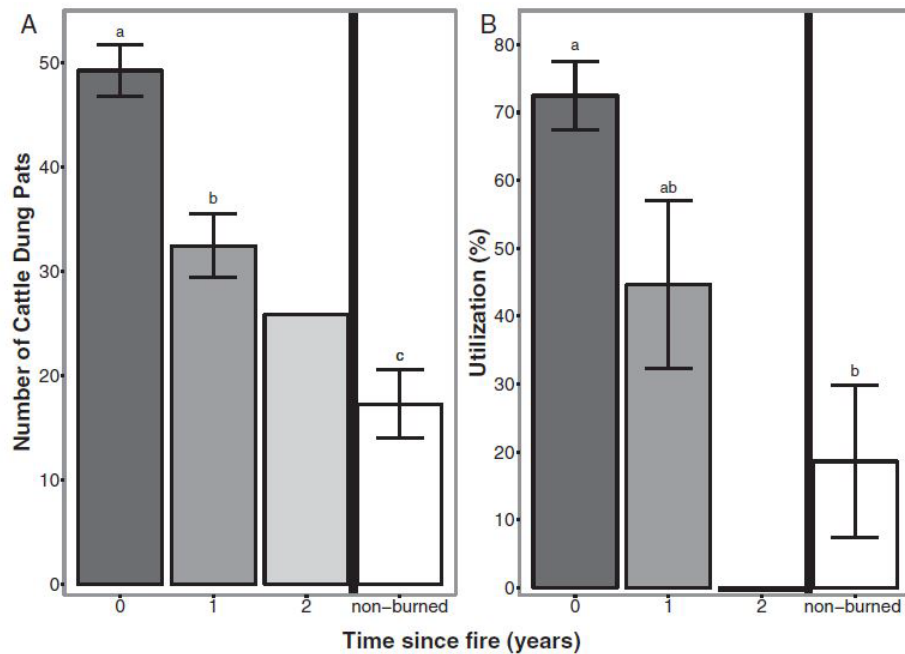 A
Number of Cattle Dung Pats
50
40
30
20
10
0
a
b
c
0 1 2 non-burned
B
Utilization (%)
80
70
60
50
40
30
20
10
0
a
ab
b
0 1 2 non-burned
Time since fire (years)